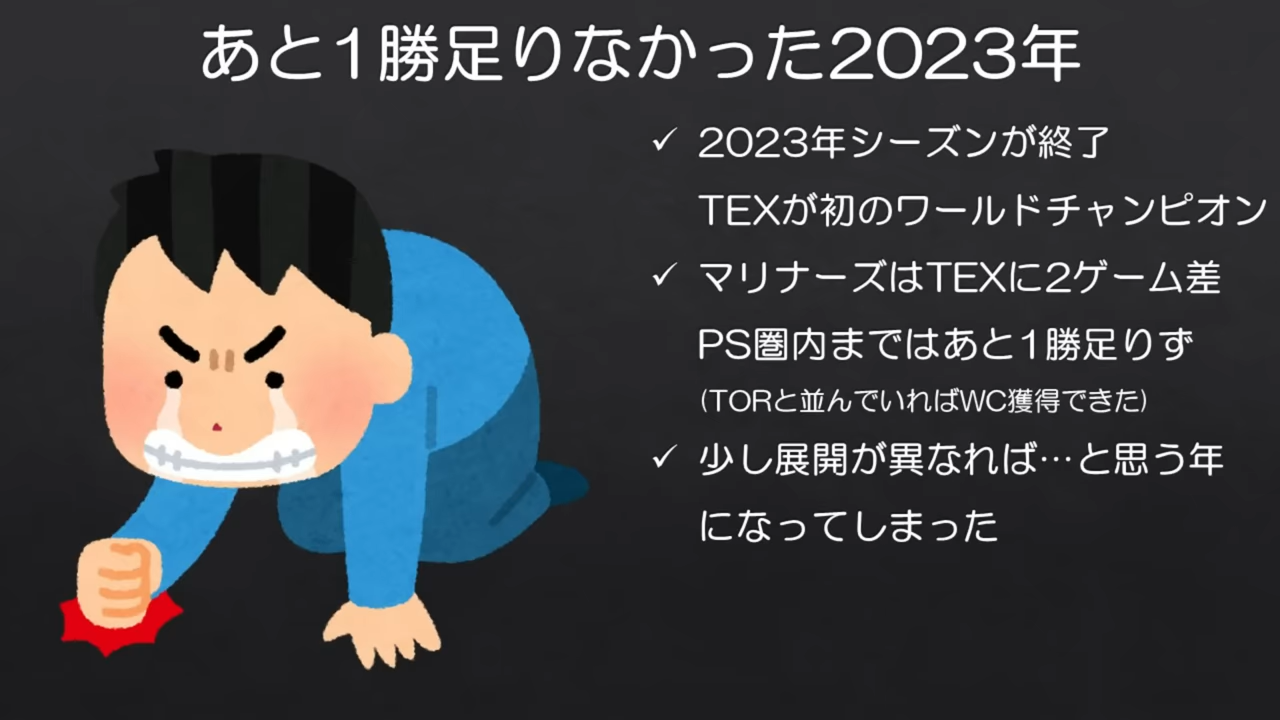 あと1勝足りなかった2023年
✓ 2023年シーズンが終了
TEXが初のワールドチャンピオン
✓ マリナーズはTEXに2ゲーム差
PS圏内まではあと1勝足りず
(TORと並んでいればWC獲得できた)
✓ 少し展開が異なれば…と思う年
になってしまった